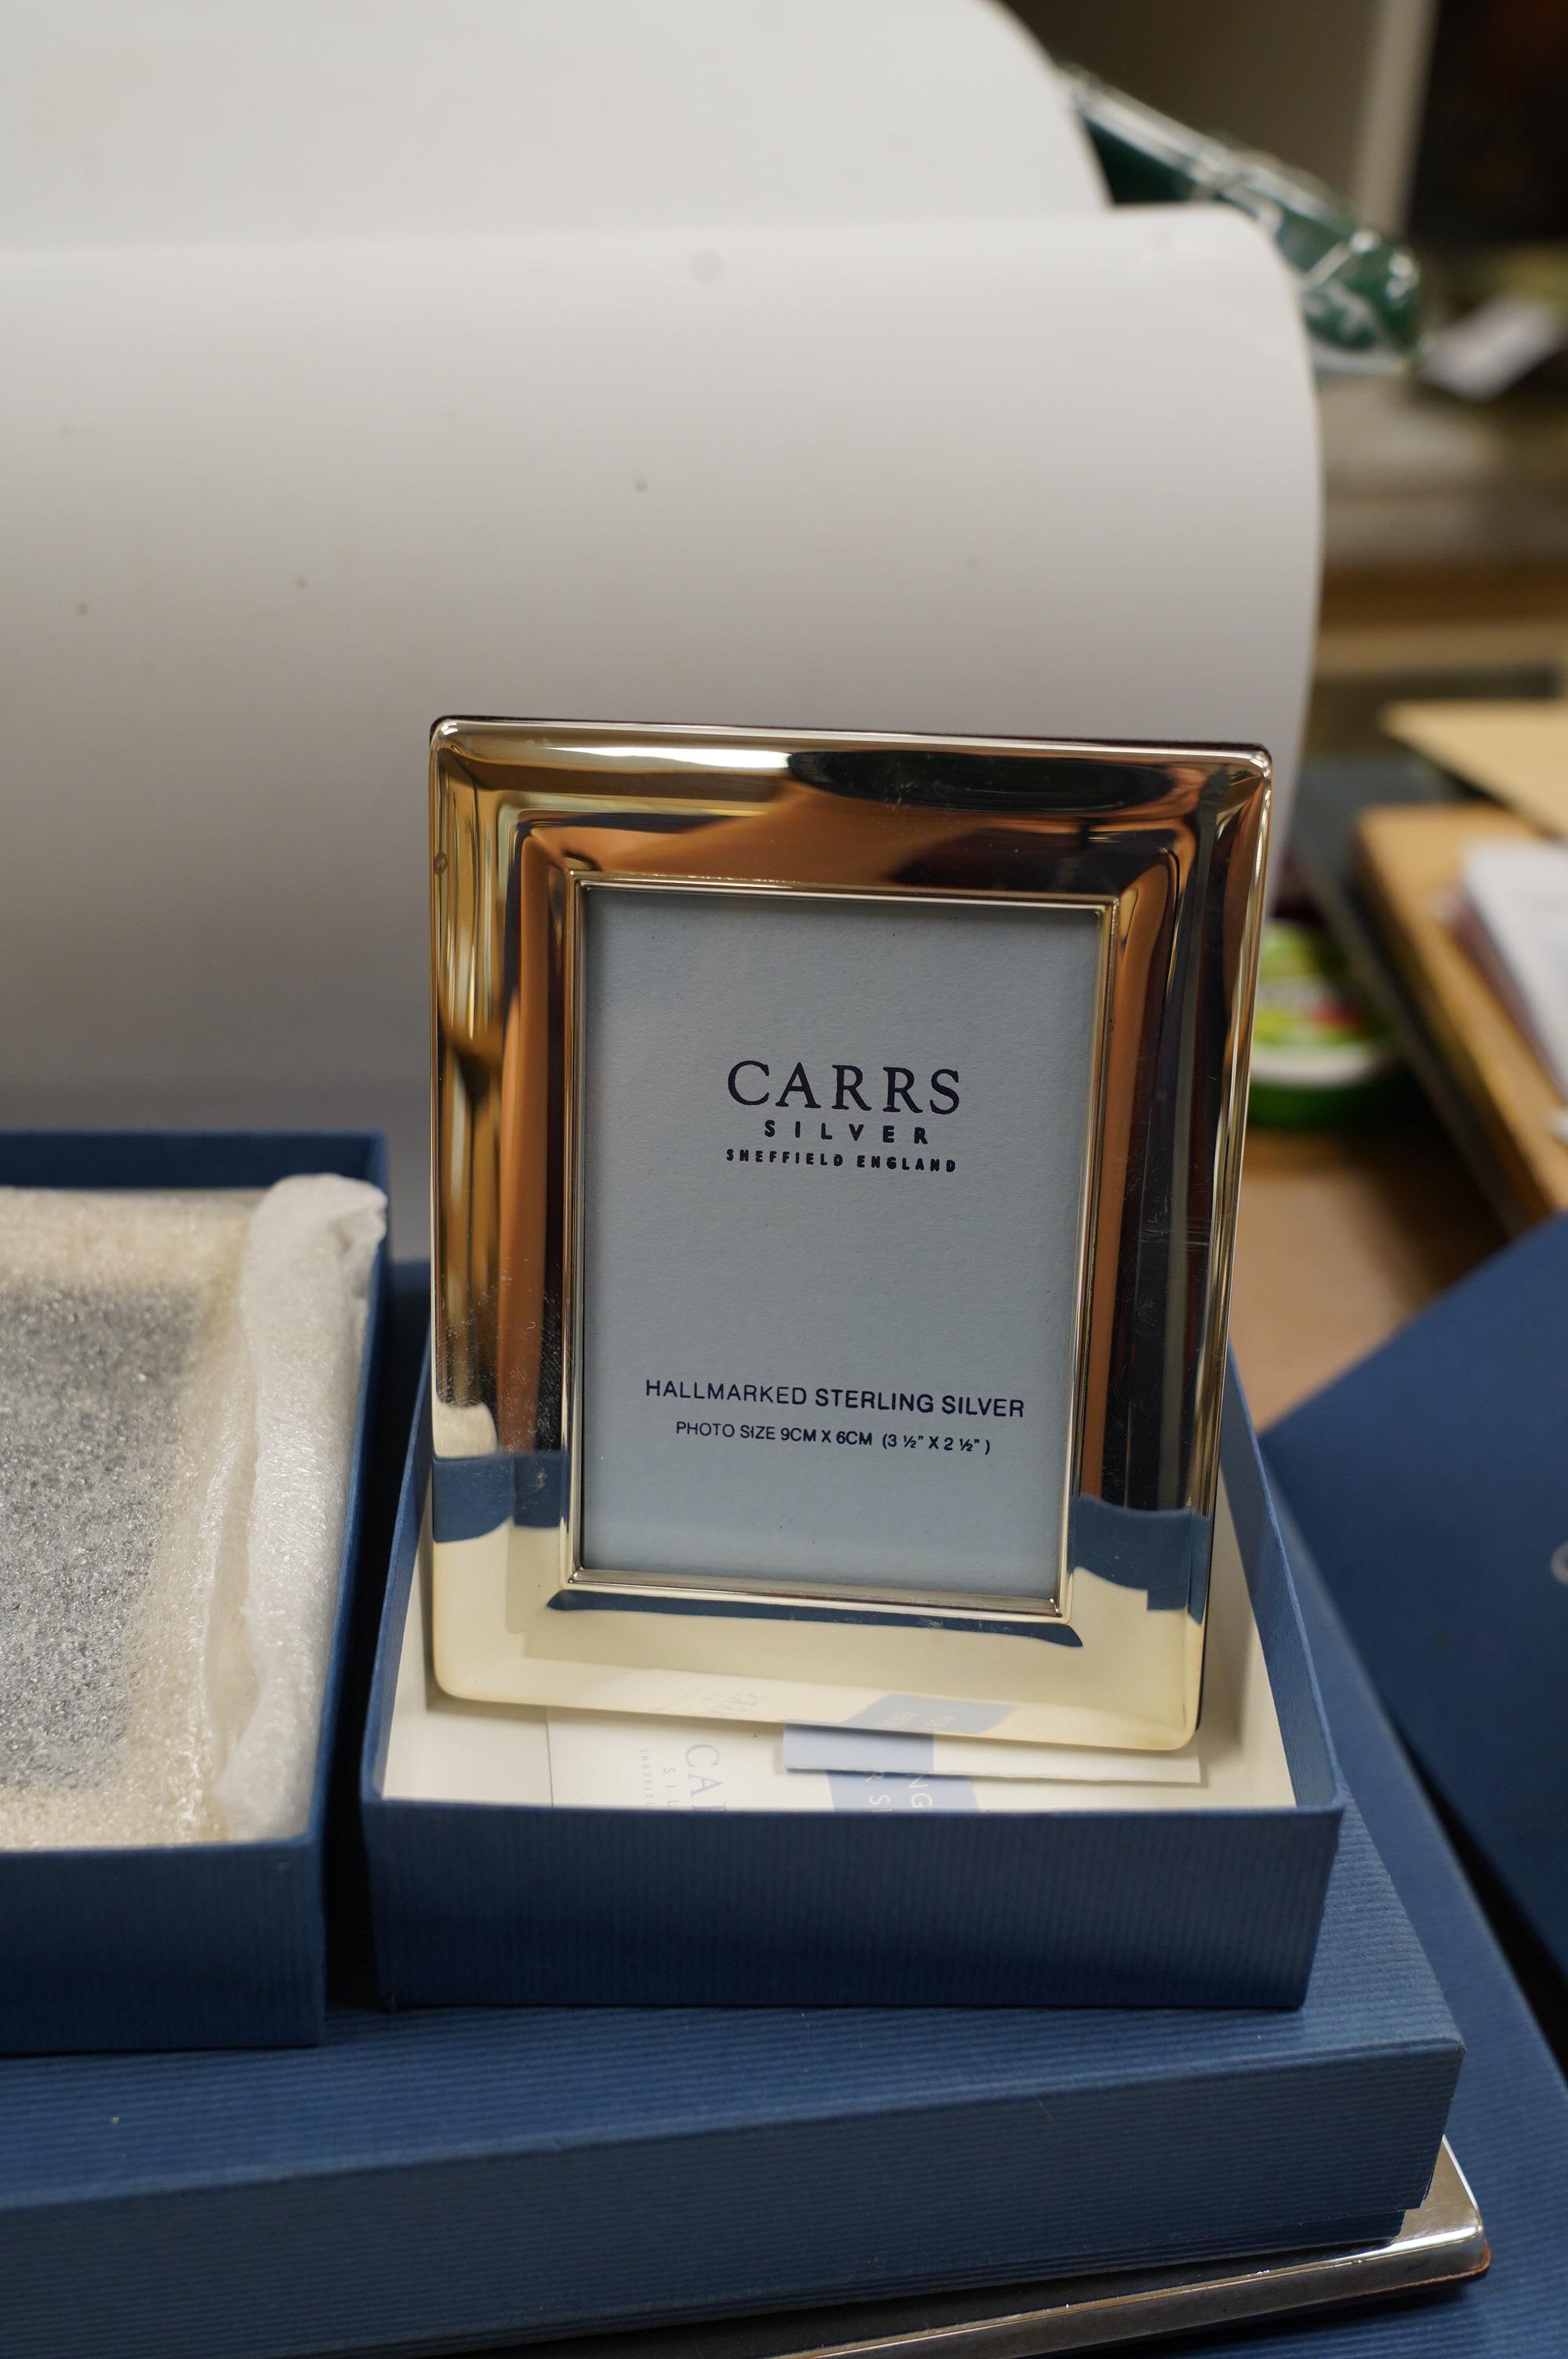 CARRS
SILVER
SHEFFIELD ENGLAND
HALLMARKED STERLING SILVER
PHOTO SIZE 9CM X 6CM (3 ½" X 2 ½")